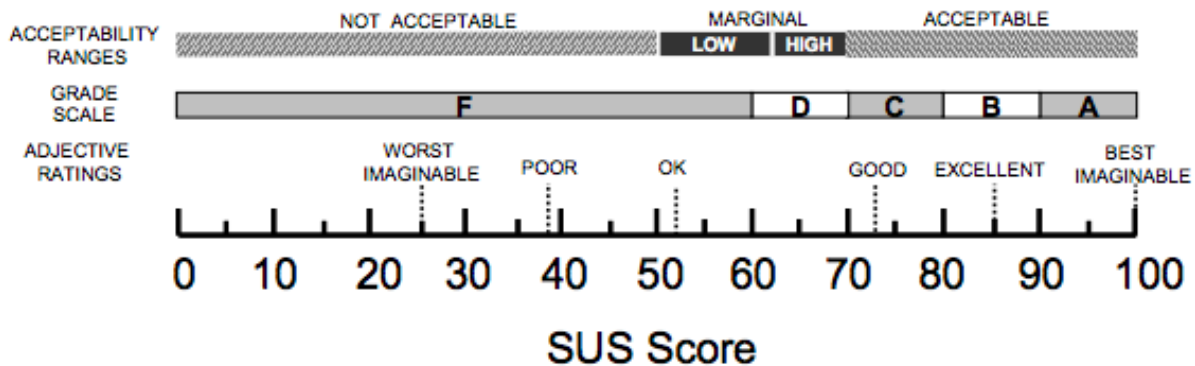 NOT ACCEPTABLE MARGINAL ACCEPTABLE
ACCEPTABILITY
RANGES
LOW HIGH
GRADE
SCALE
F D C B A
ADJECTIVE
RATINGS
WORST
IMAGINABLE
POOR
OK
GOOD
EXCELLENT
BEST
IMAGINABLE
0 10 20 30 40 50 60 70 80 90 100
SUS Score